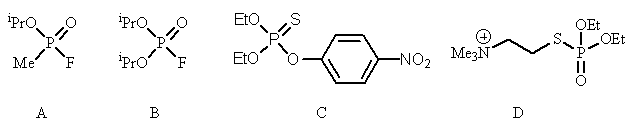 iPrO O iPrO O EtO S OEt
P P P Me3N + S P OEt
Me F iPrO F EtO O NO2 O
A B C D